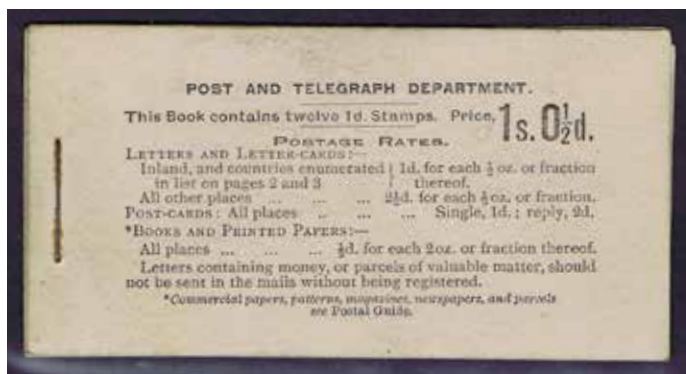 POST AND TELEGRAPH DEPARTMENT.
This Book contains twelve 1d. Stamps. Price, 1s. 0½d.
POSTAGE RATES.
LETTERS AND LETTER-CARDS:—
Inland, and countries enumerated } 1d. for each ½ oz. or fraction
in list on pages 2 and 3 thereof.
All other places ... ... ... 2½d. for each ½oz. or fraction.
POST-CARDS: All places .. ... ... Single, 1d.; reply, 2d.
*BOOKS AND PRINTED PAPERS:—
All places ... ... ... ½d. for each 2oz. or fraction thereof.
Letters containing money, or parcels of valuable matter, should
not be sent in the mails without being registered.
*Commercial papers, patterns, magazines, newspapers, and parcels
see Postal Guide.